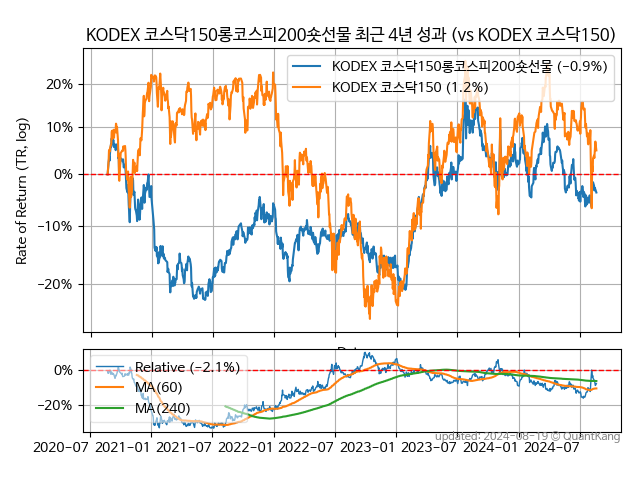 KODEX 코스닥150롱코스피200숏선물 최근 4년 성과 (vs KODEX 코스닥150)
KODEX 코스닥150롱코스피200숏선물 (−0.9%)
KODEX 코스닥150 (1.2%)
Rate of Return (TR, log)
20%
10%
0%
−10%
−20%
Relative (−2.1%)
MA(60)
MA(240)
0%
−20%
updated: 2024-08-19 © QuantKang
2020-07 2021-01 2021-07 2022-01 2022-07 2023-01 2023-07 2024-01 2024-07